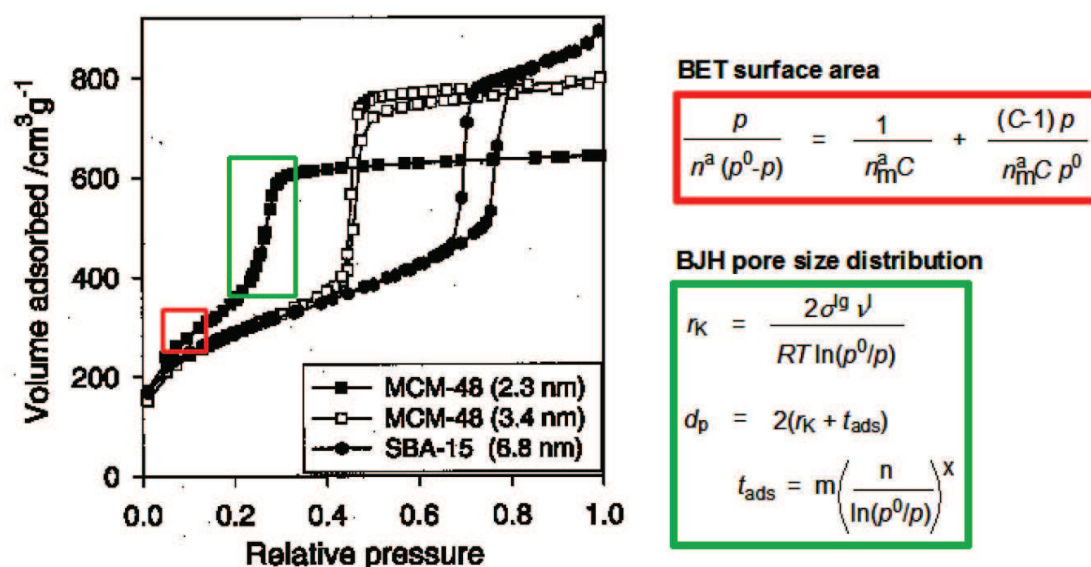 Volume adsorbed /cm³g⁻¹
800
600
400
200
0
0.0 0.2 0.4 0.6 0.8 1.0
Relative pressure
MCM-48 (2.3 nm)
MCM-48 (3.4 nm)
SBA-15 (6.8 nm)
BET surface area
p / nᵃ (p⁰-p) = 1 / nᵃₘC + (C-1) p / nᵃₘC p⁰
BJH pore size distribution
r_K = 2σˡᵍ νˡ / RT ln(p⁰/p)
d_p = 2(r_K + t_ads)
t_ads = m(n / ln(p⁰/p))ˣ